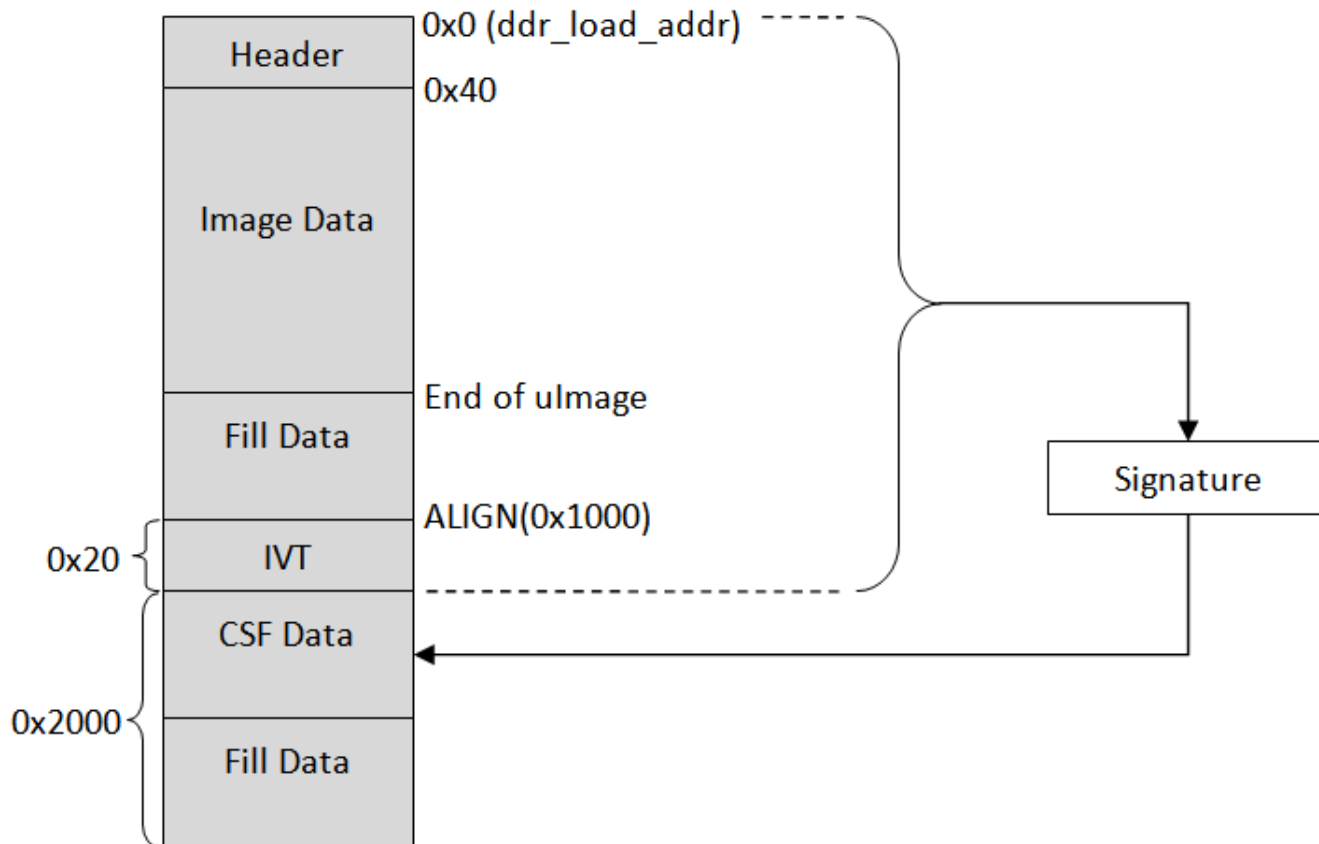 0x0 (ddr_load_addr)
Header
0x40
Image Data
End of uImage
Fill Data
Signature
ALIGN(0x1000)
0x20
IVT
CSF Data
0x2000
Fill Data